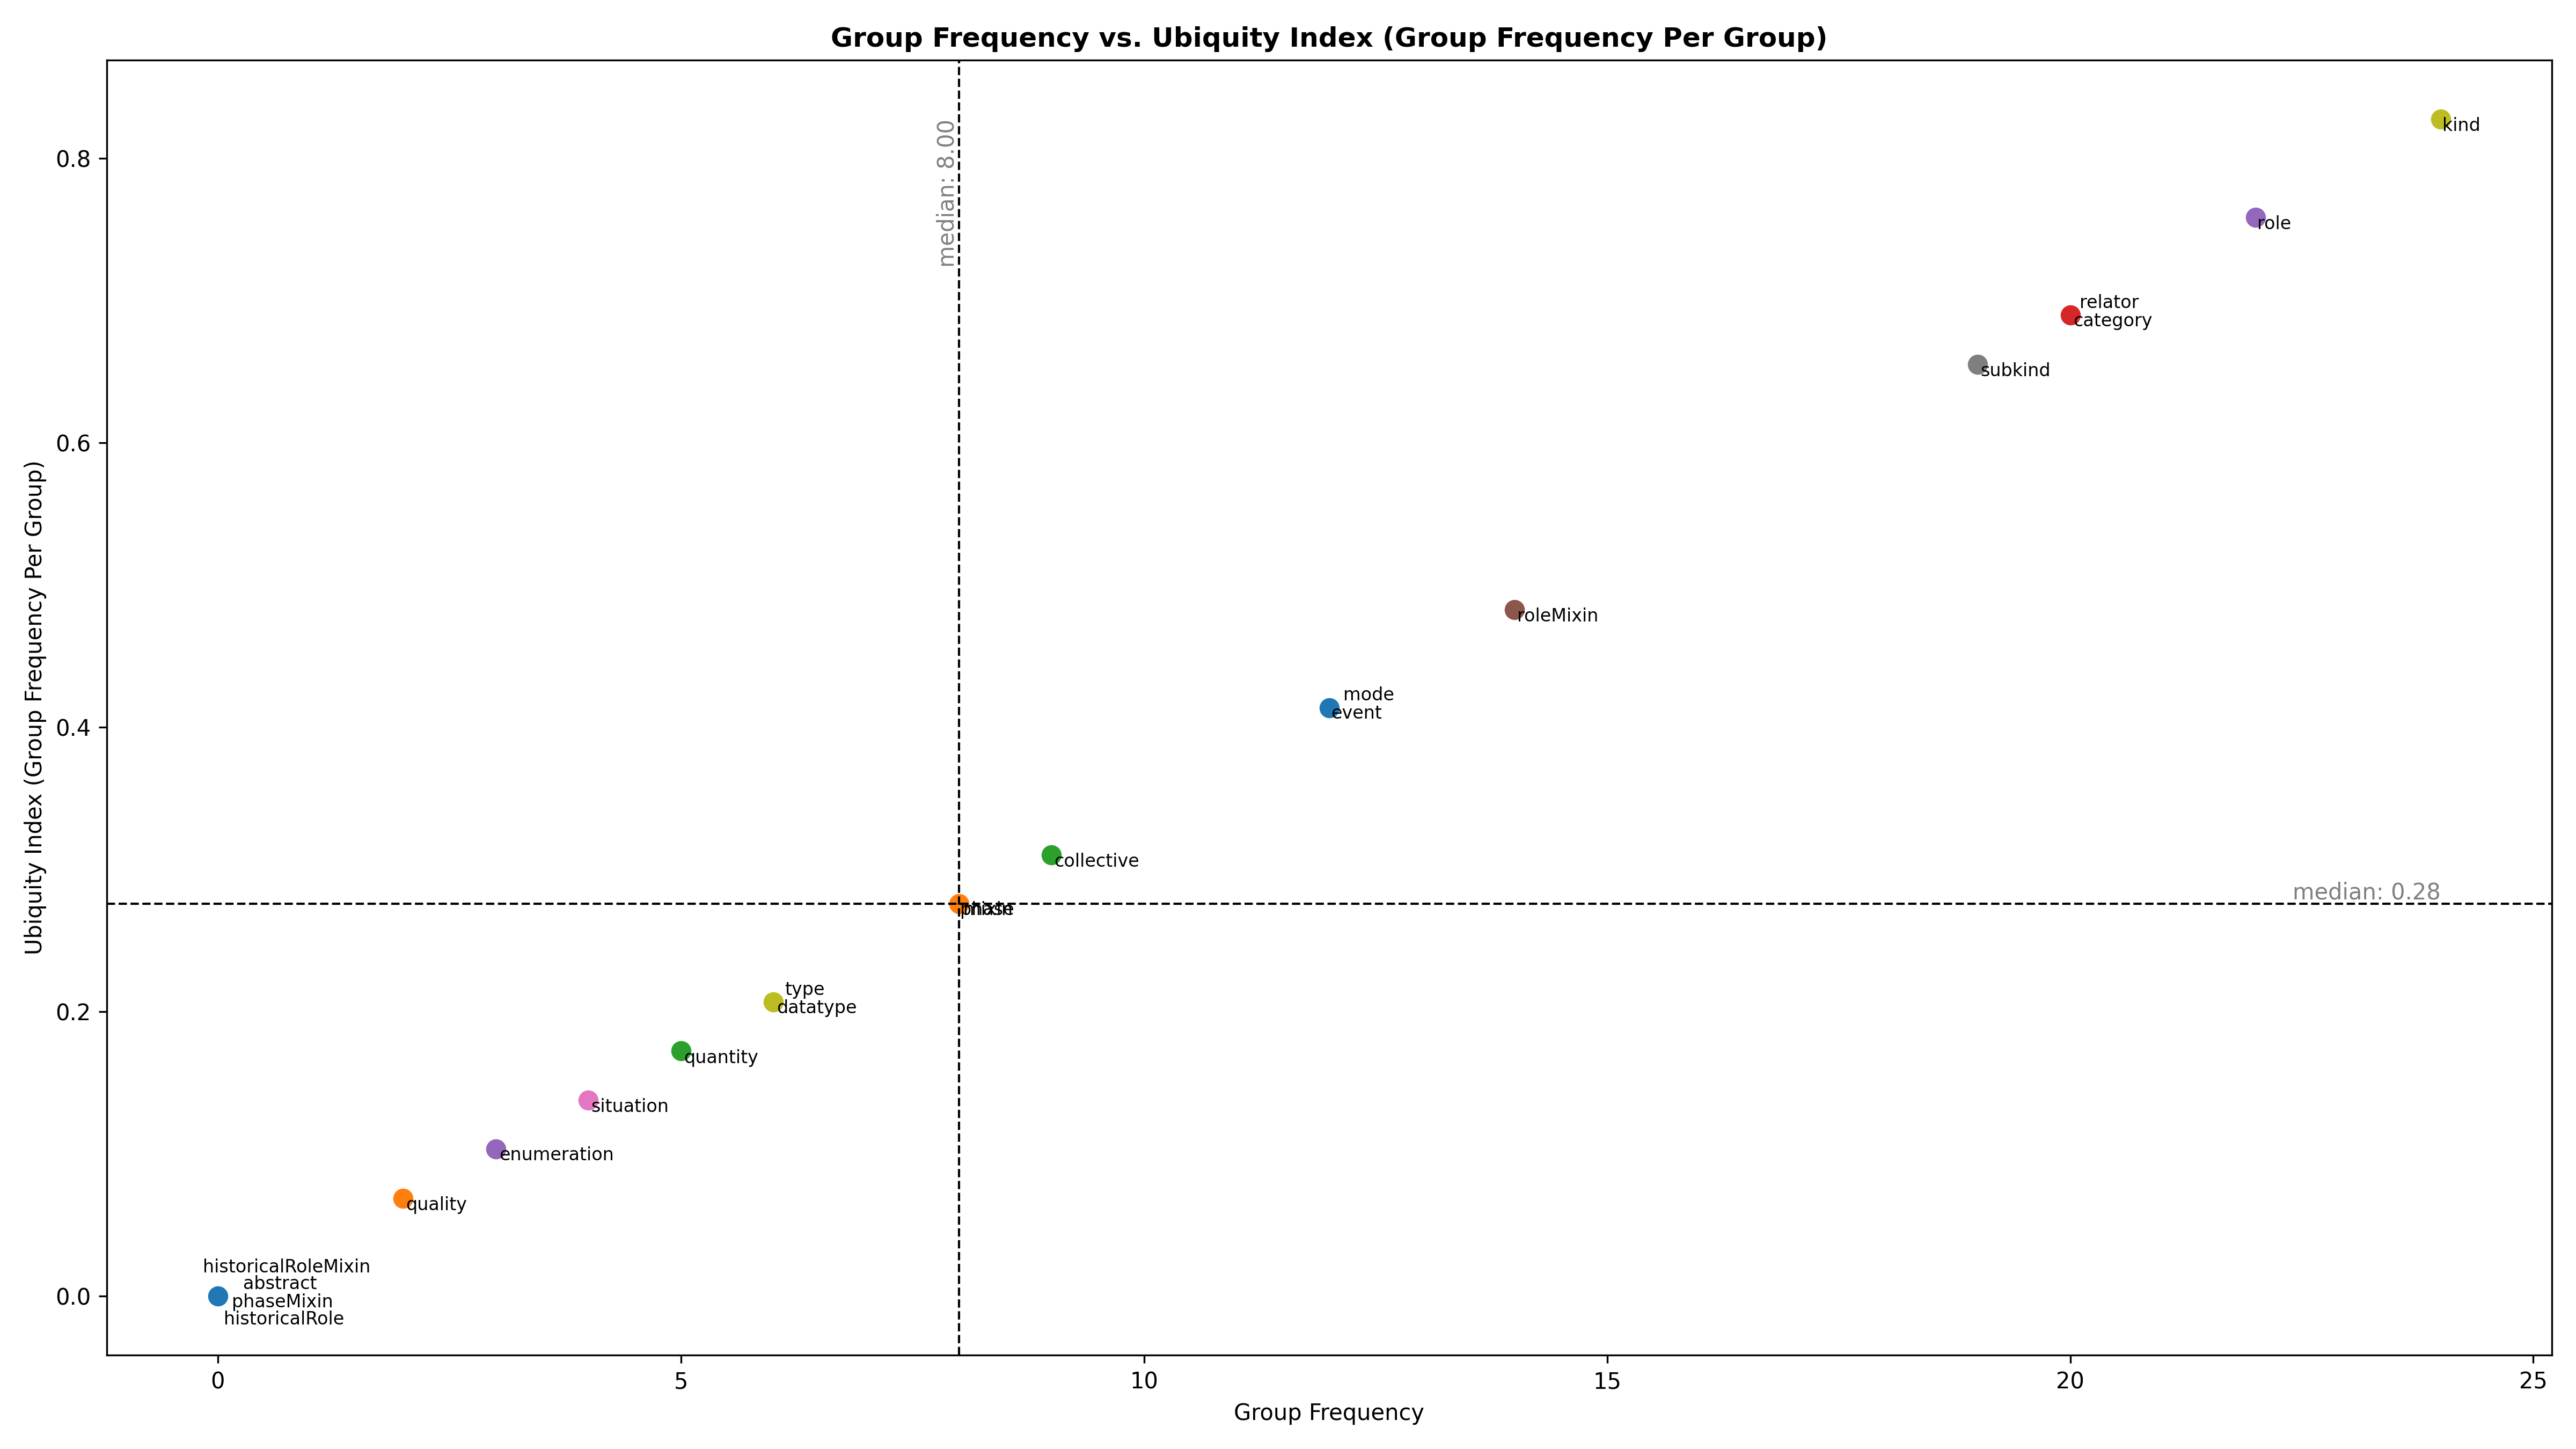 Group Frequency vs. Ubiquity Index (Group Frequency Per Group)
Ubiquity Index (Group Frequency Per Group)
0.8
0.6
0.4
0.2
0.0
median: 8.00
kind
role
relator
category
subkind
roleMixin
mode
event
collective
median: 0.28
phase
mixin
type
datatype
quantity
situation
enumeration
quality
historicalRoleMixin
abstract
phaseMixin
historicalRole
0
5
10
15
20
25
Group Frequency